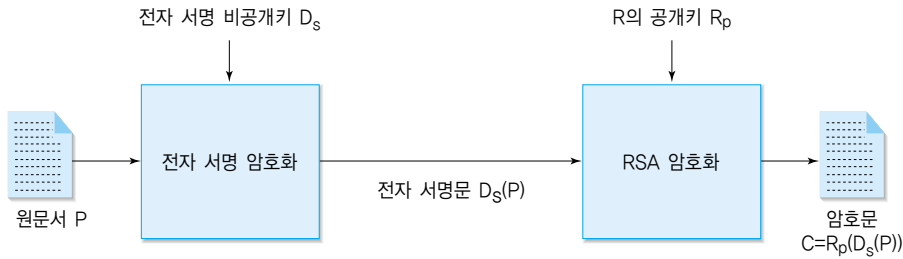 전자 서명 비공개키 Ds
R의 공개키 Rp
전자 서명 암호화
RSA 암호화
전자 서명문 DS(P)
원문서 P
암호문
C=Rp(Ds(P))